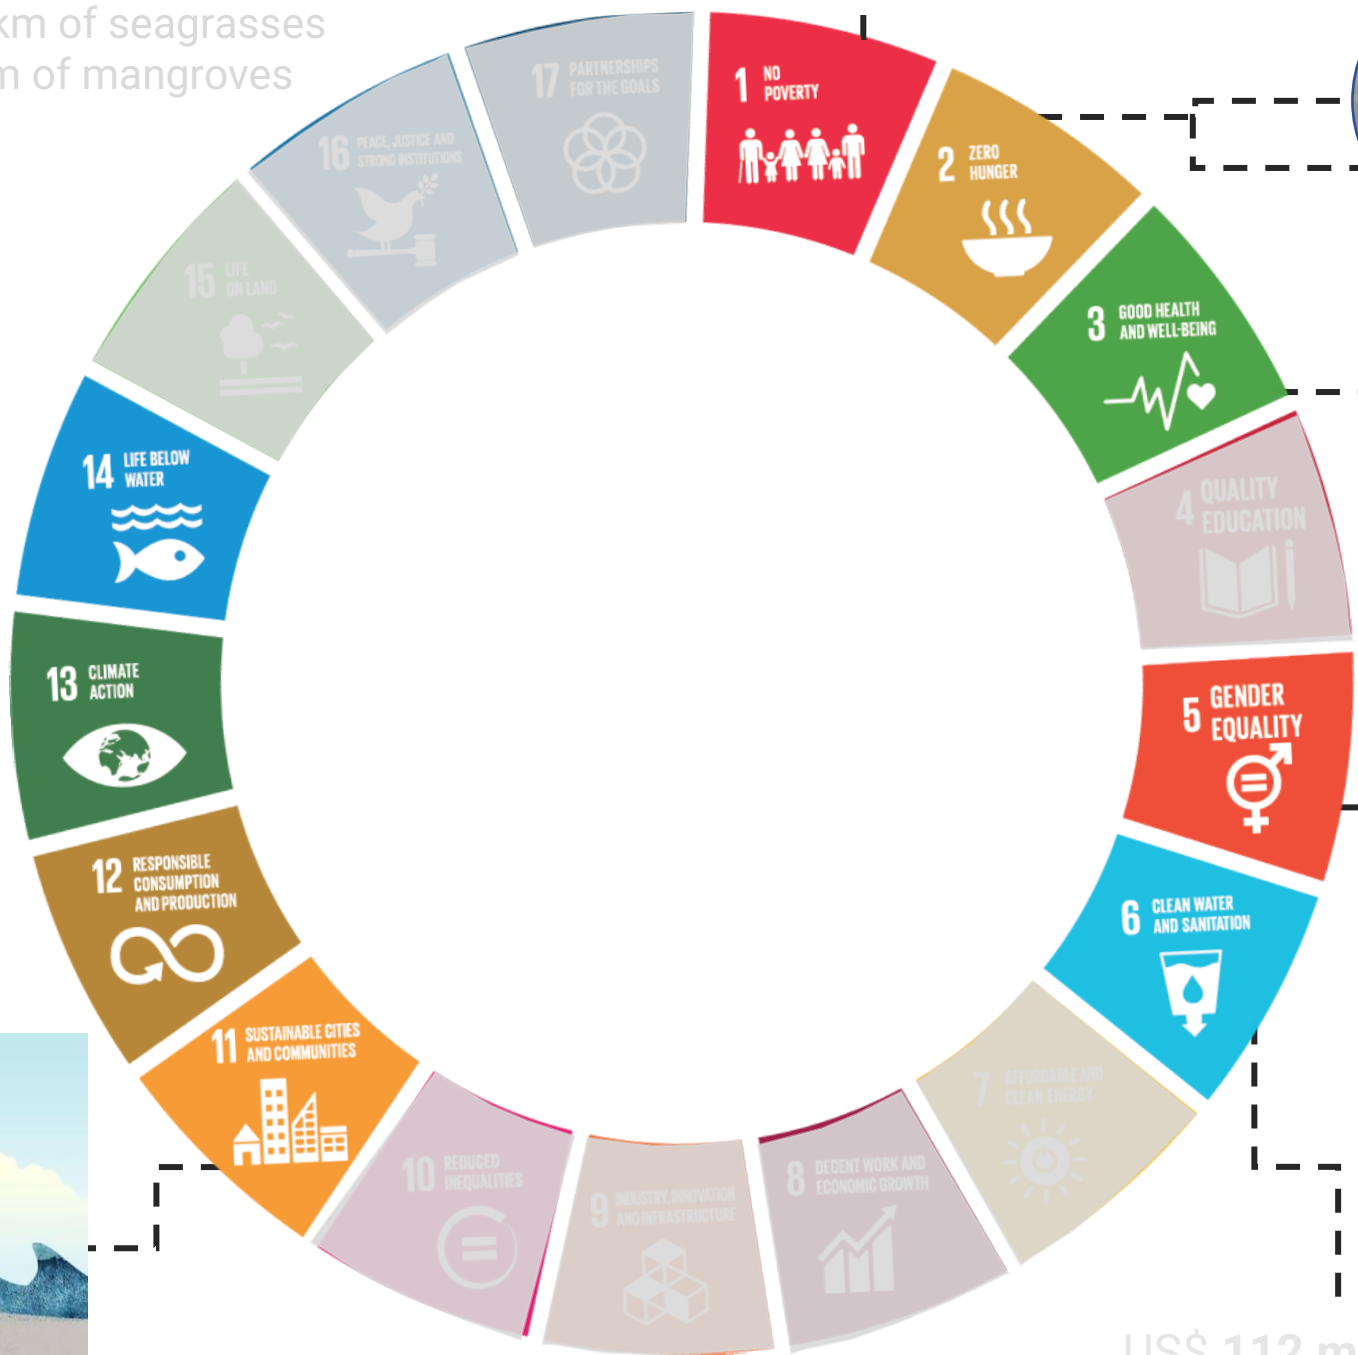 km of seagrasses
m of mangroves
1 NO
POVERTY
2 ZERO
HUNGER
3 GOOD HEALTH
AND WELL-BEING
4 QUALITY
EDUCATION
5 GENDER
EQUALITY
6 CLEAN WATER
AND SANITATION
7 AFFORDABLE AND
CLEAN ENERGY
8 DECENT WORK AND
ECONOMIC GROWTH
9 INDUSTRY, INNOVATION
AND INFRASTRUCTURE
10 REDUCED
INEQUALITIES
11 SUSTAINABLE CITIES
AND COMMUNITIES
12 RESPONSIBLE
CONSUMPTION
AND PRODUCTION
13 CLIMATE
ACTION
14 LIFE BELOW
WATER
15 LIFE
ON LAND
16 PEACE, JUSTICE AND
STRONG INSTITUTIONS
17 PARTNERSHIPS
FOR THE GOALS
US$ 112 m